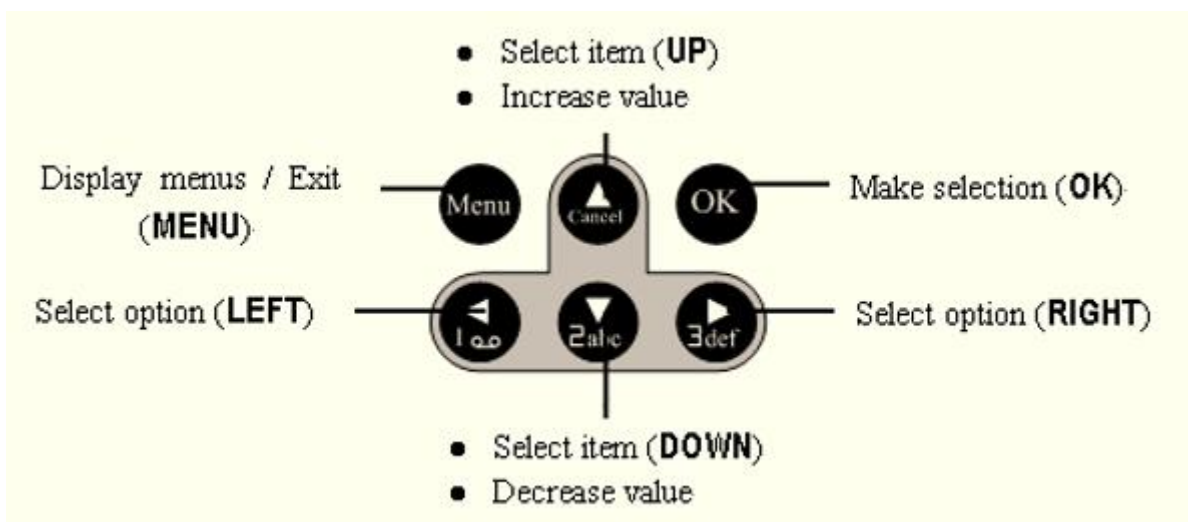 • Select item (UP)
• Increase value
Display menus / Exit
(MENU)
Menu
Cancel
OK
Make selection (OK)
Select option (LEFT)
1
2abc
3def
Select option (RIGHT)
• Select item (DOWN)
• Decrease value